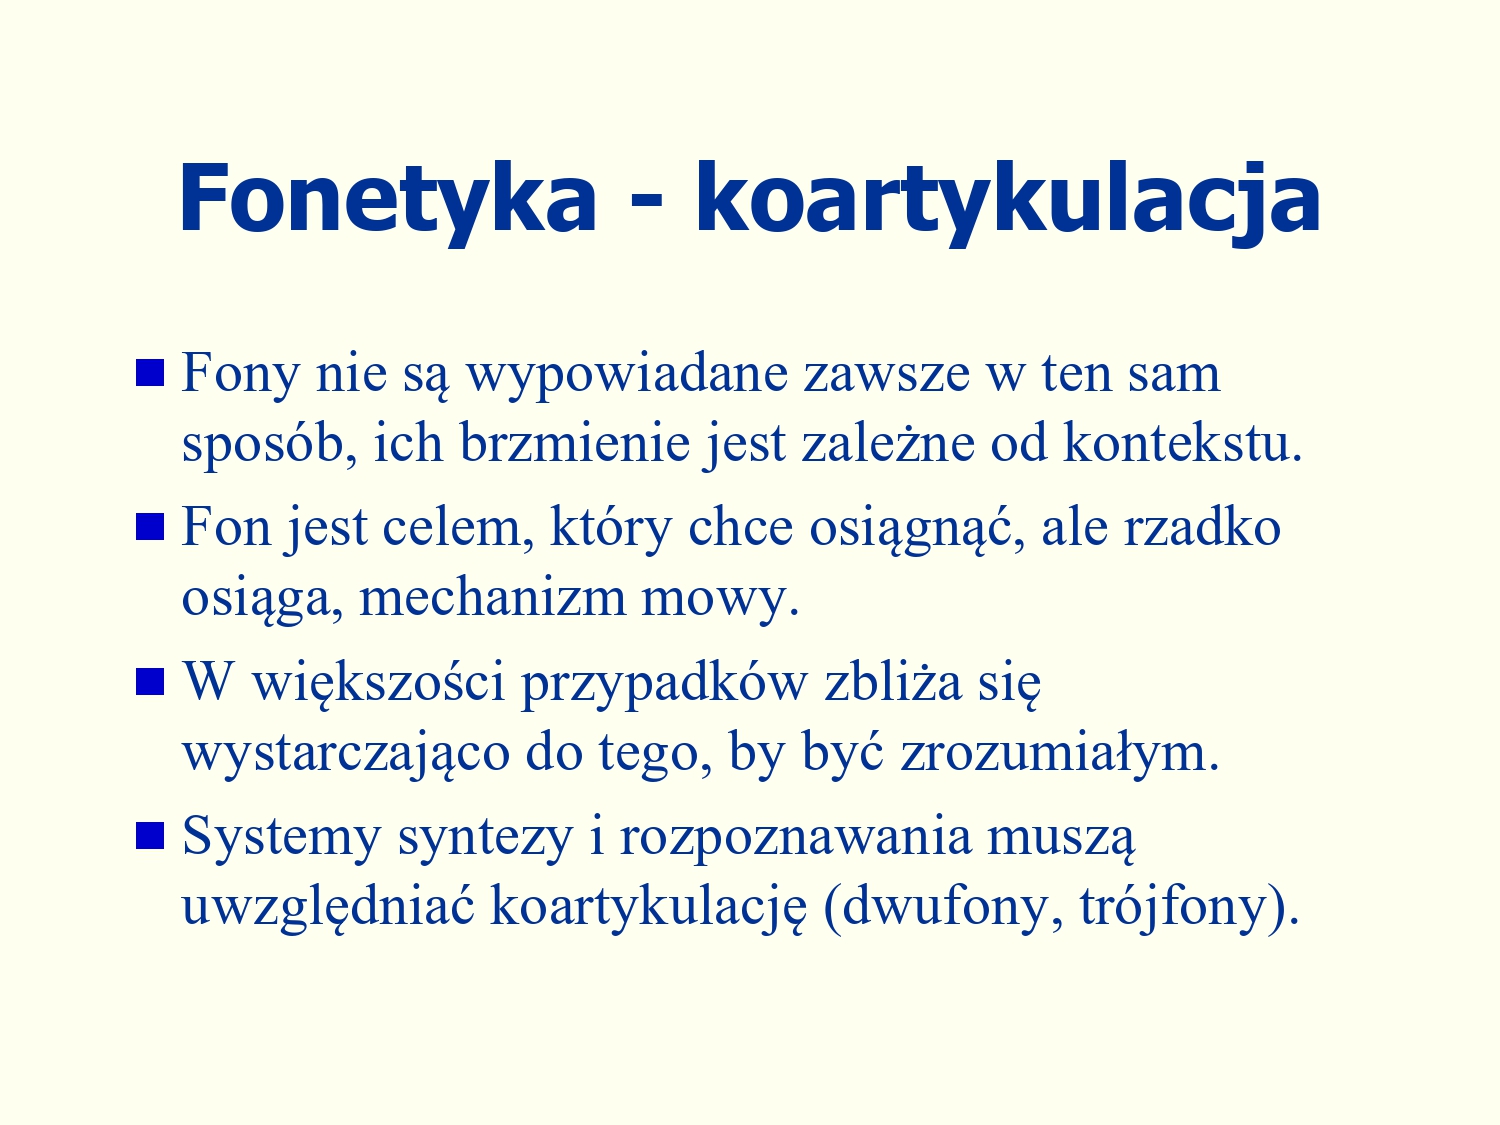 Fonetyka - koartykulacja
Fony nie są wypowiadane zawsze w ten sam
sposób, ich brzmienie jest zależne od kontekstu.
Fon jest celem, który chce osiągnąć, ale rzadko
osiąga, mechanizm mowy.
W większości przypadków zbliża się
wystarczająco do tego, by być zrozumiałym.
Systemy syntezy i rozpoznawania muszą
uwzględniać koartykulację (dwufony, trójfony).